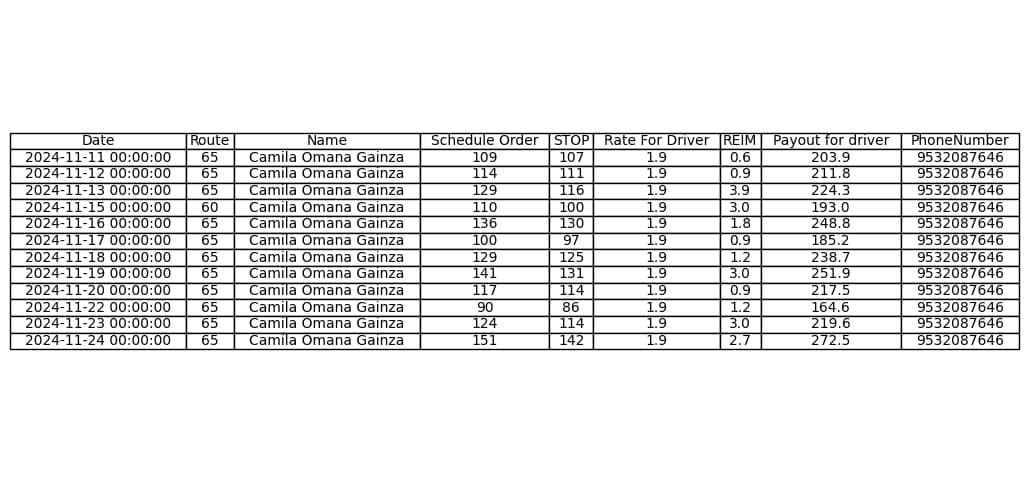 Date Route Name Schedule Order STOP Rate For Driver REIM Payout for driver PhoneNumber
2024-11-11 00:00:00 65 Camila Omana Gainza 109 107 1.9 0.6 203.9 9532087646
2024-11-12 00:00:00 65 Camila Omana Gainza 114 111 1.9 0.9 211.8 9532087646
2024-11-13 00:00:00 65 Camila Omana Gainza 129 116 1.9 3.9 224.3 9532087646
2024-11-15 00:00:00 60 Camila Omana Gainza 110 100 1.9 3.0 193.0 9532087646
2024-11-16 00:00:00 65 Camila Omana Gainza 136 130 1.9 1.8 248.8 9532087646
2024-11-17 00:00:00 65 Camila Omana Gainza 100 97 1.9 0.9 185.2 9532087646
2024-11-18 00:00:00 65 Camila Omana Gainza 129 125 1.9 1.2 238.7 9532087646
2024-11-19 00:00:00 65 Camila Omana Gainza 141 131 1.9 3.0 251.9 9532087646
2024-11-20 00:00:00 65 Camila Omana Gainza 117 114 1.9 0.9 217.5 9532087646
2024-11-22 00:00:00 65 Camila Omana Gainza 90 86 1.9 1.2 164.6 9532087646
2024-11-23 00:00:00 65 Camila Omana Gainza 124 114 1.9 3.0 219.6 9532087646
2024-11-24 00:00:00 65 Camila Omana Gainza 151 142 1.9 2.7 272.5 9532087646